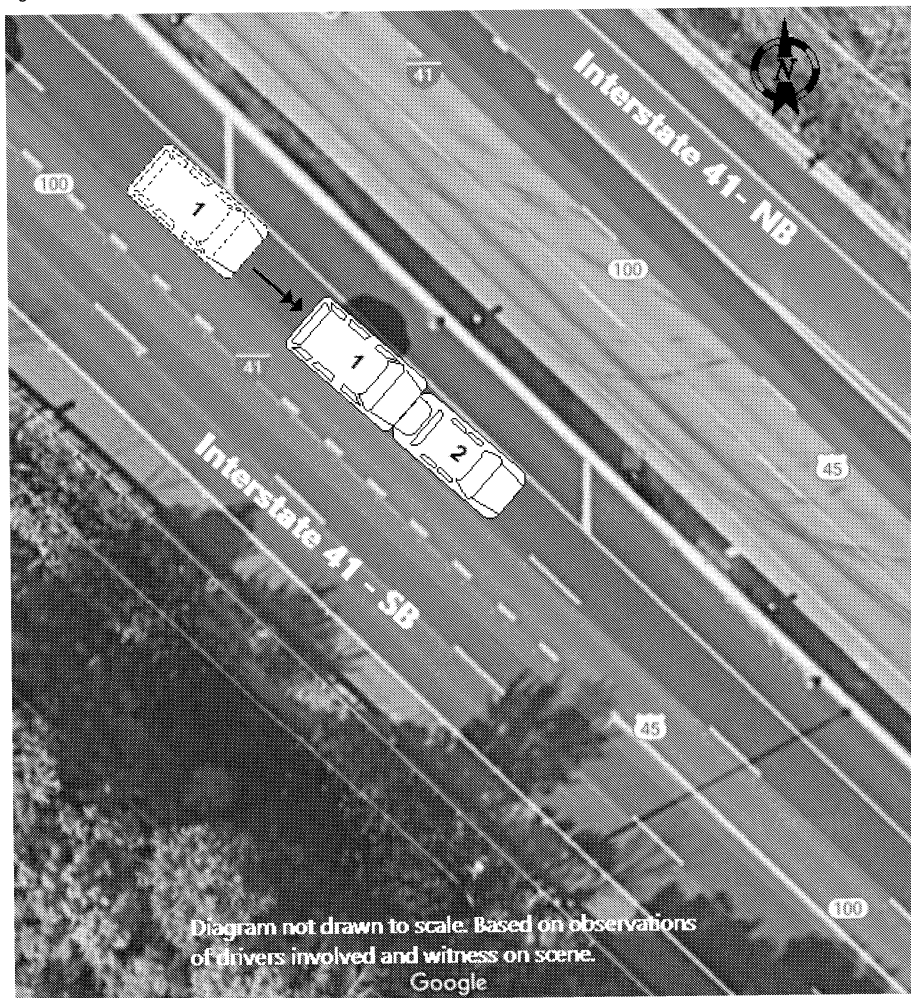 41
N
Interstate 41- NB
100
1
100
1
41
2
45
Interstate 41 - SB
45
100
Diagram not drawn to scale. Based on observations
of drivers involved and witness on scene.
Google